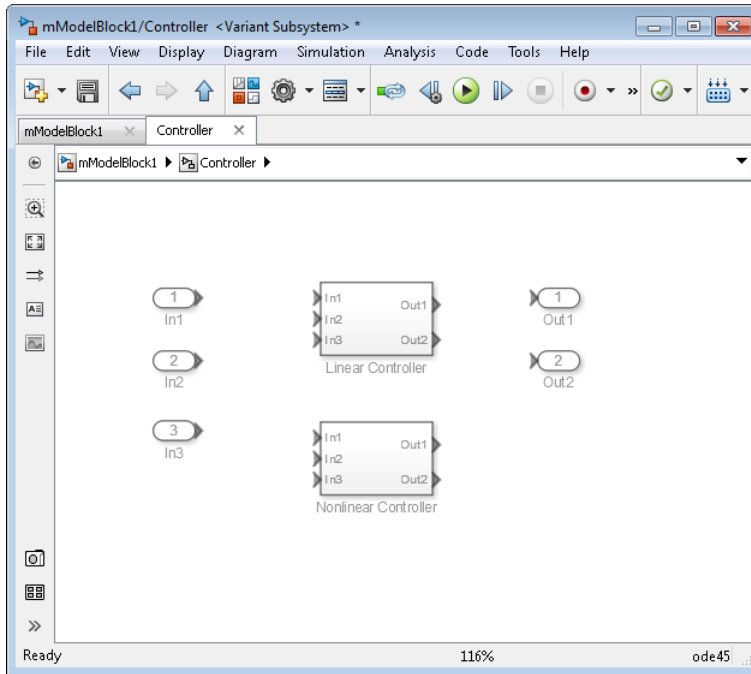 mModelBlock1/Controller <Variant Subsystem> *
File Edit View Display Diagram Simulation Analysis Code Tools Help
mModelBlock1 Controller
mModelBlock1 Controller
1
In1
2
In2
3
In3
In1
In2
In3
Out1
Out2
Linear Controller
In1
In2
In3
Out1
Out2
Nonlinear Controller
1
Out1
2
Out2
Ready 116% ode45